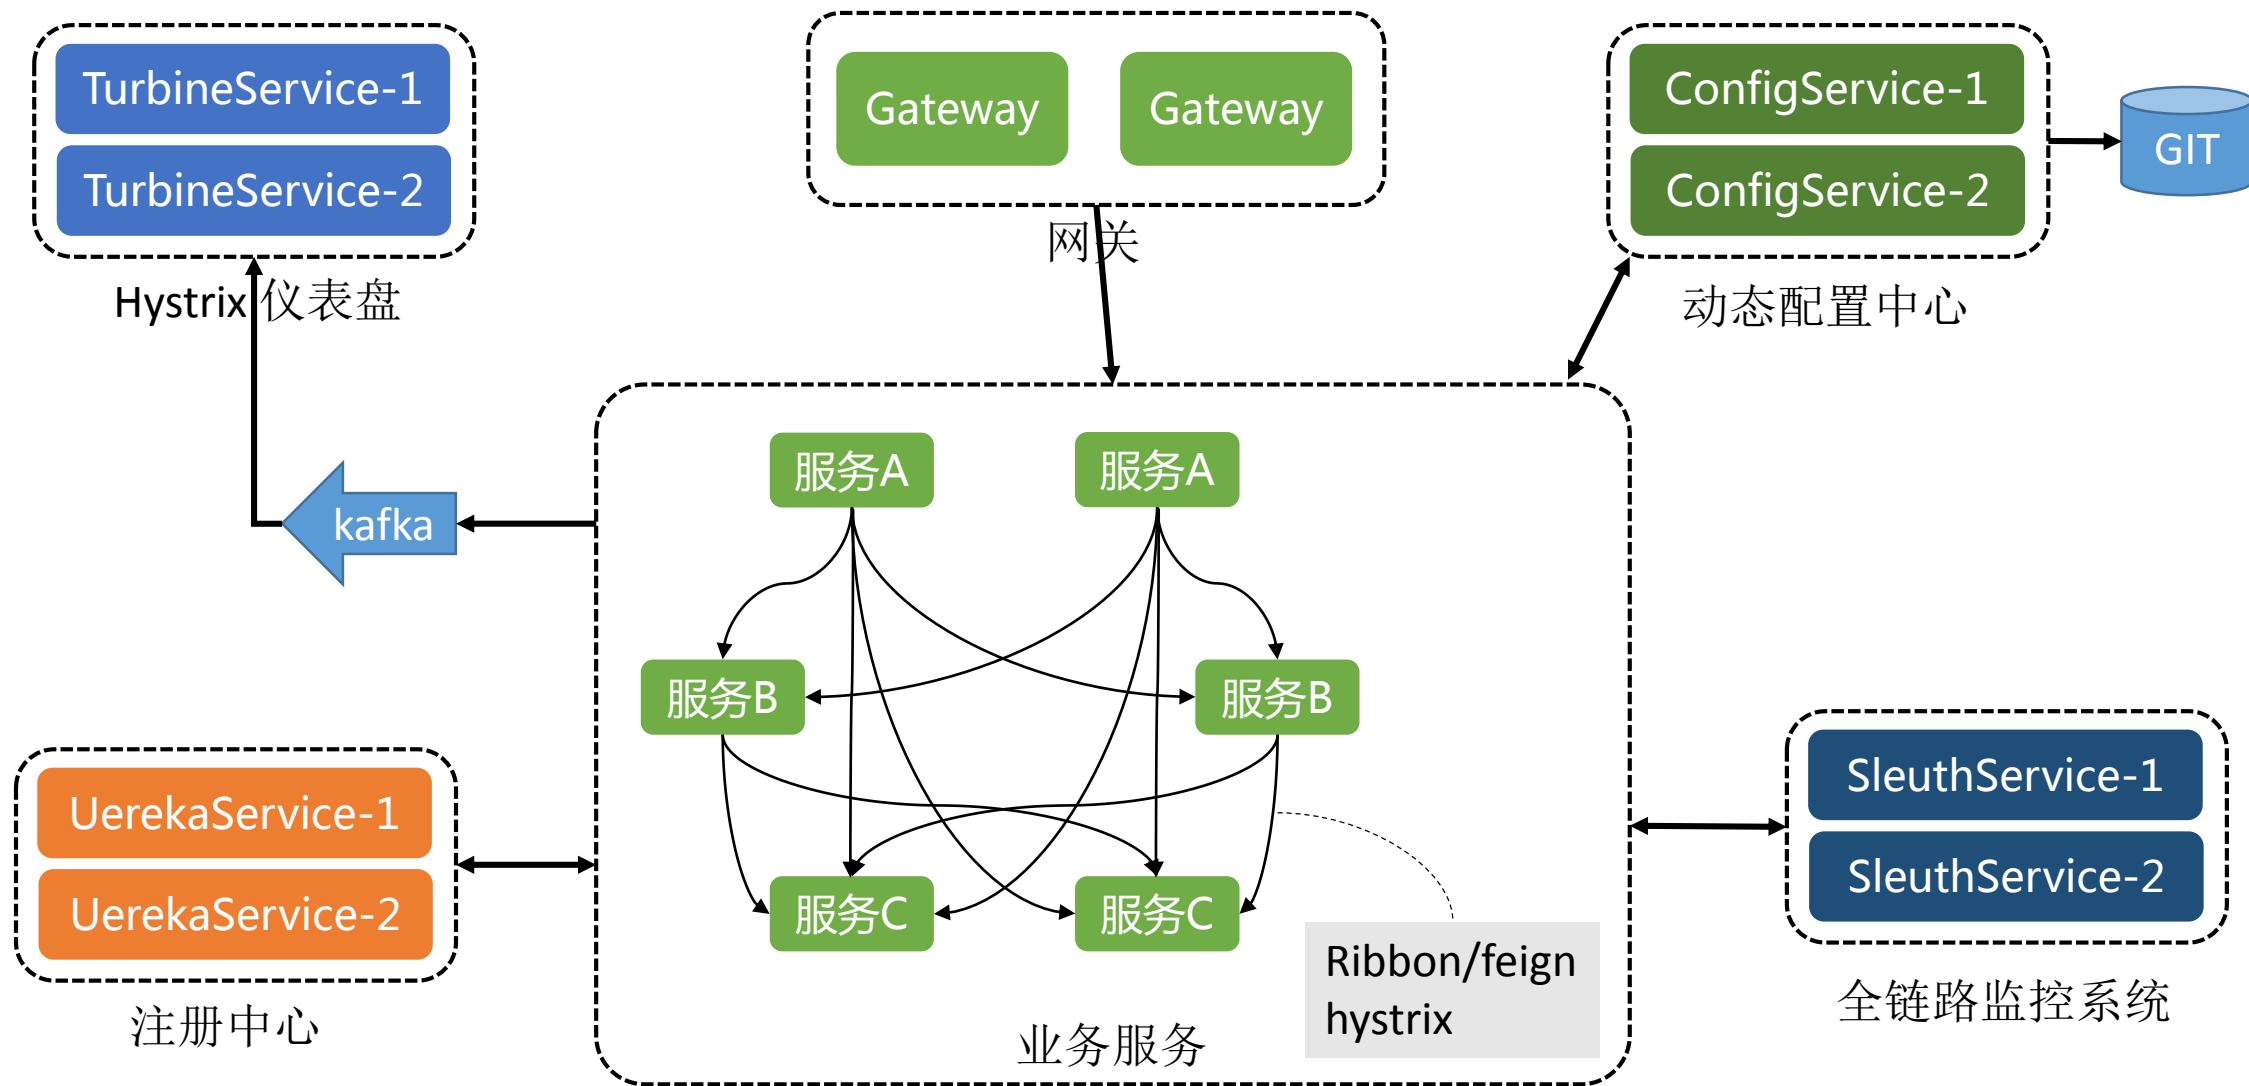 TurbineService-1
TurbineService-2
Hystrix 仪表盘
Gateway
Gateway
网关
ConfigService-1
ConfigService-2
动态配置中心
GIT
kafka
服务A
服务A
服务B
服务B
服务C
服务C
Ribbon/feign
hystrix
业务服务
UerekaService-1
UerekaService-2
注册中心
SleuthService-1
SleuthService-2
全链路监控系统